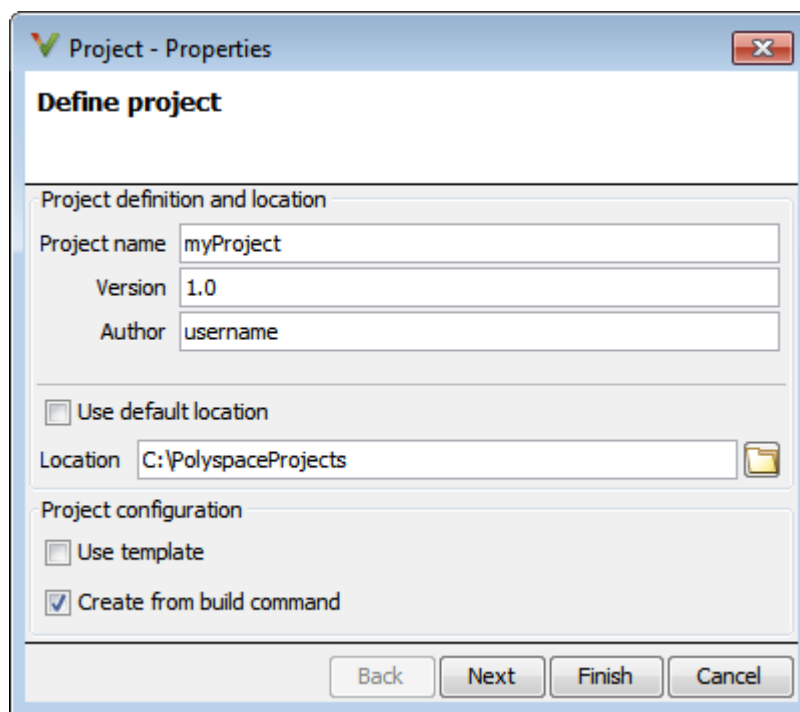 Project - Properties
Define project
Project definition and location
Project name myProject
Version 1.0
Author username
Use default location
Location C:\PolyspaceProjects
Project configuration
Use template
Create from build command
Back Next Finish Cancel